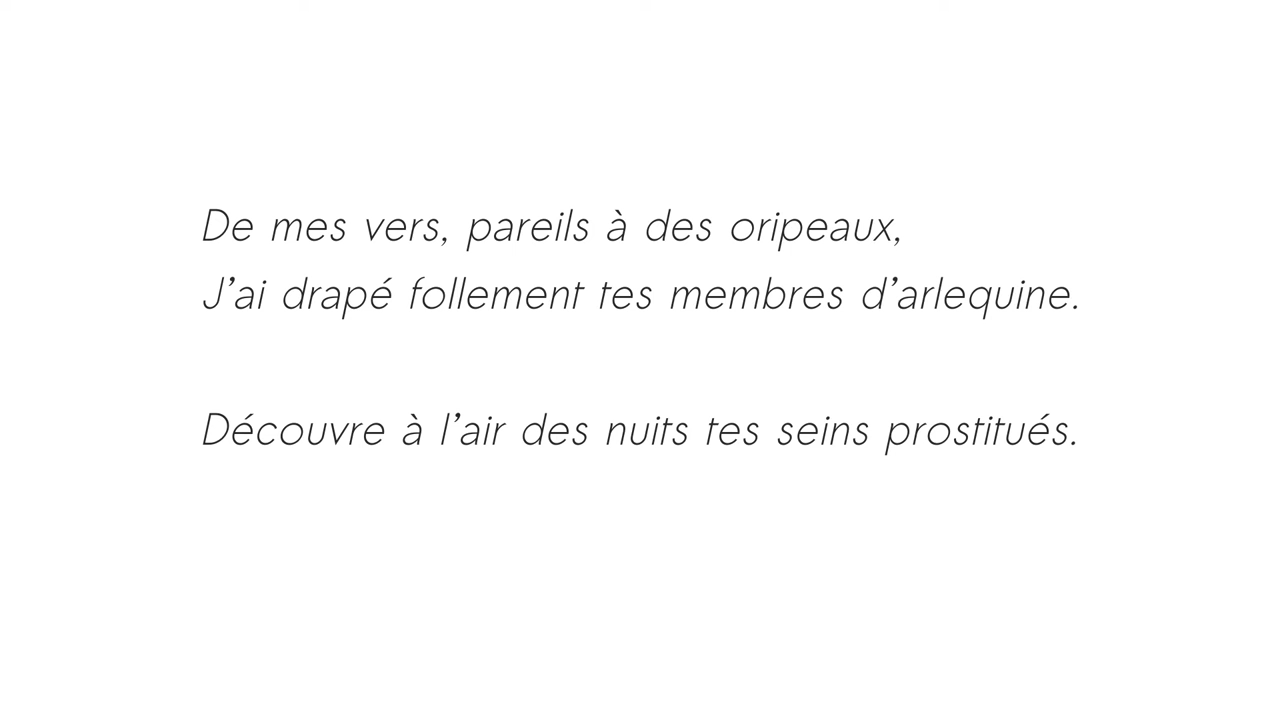 De mes vers, pareils à des oripeaux,
J’ai drapé follement tes membres d’arlequine.
Découvre à l’air des nuits tes seins prostitués.